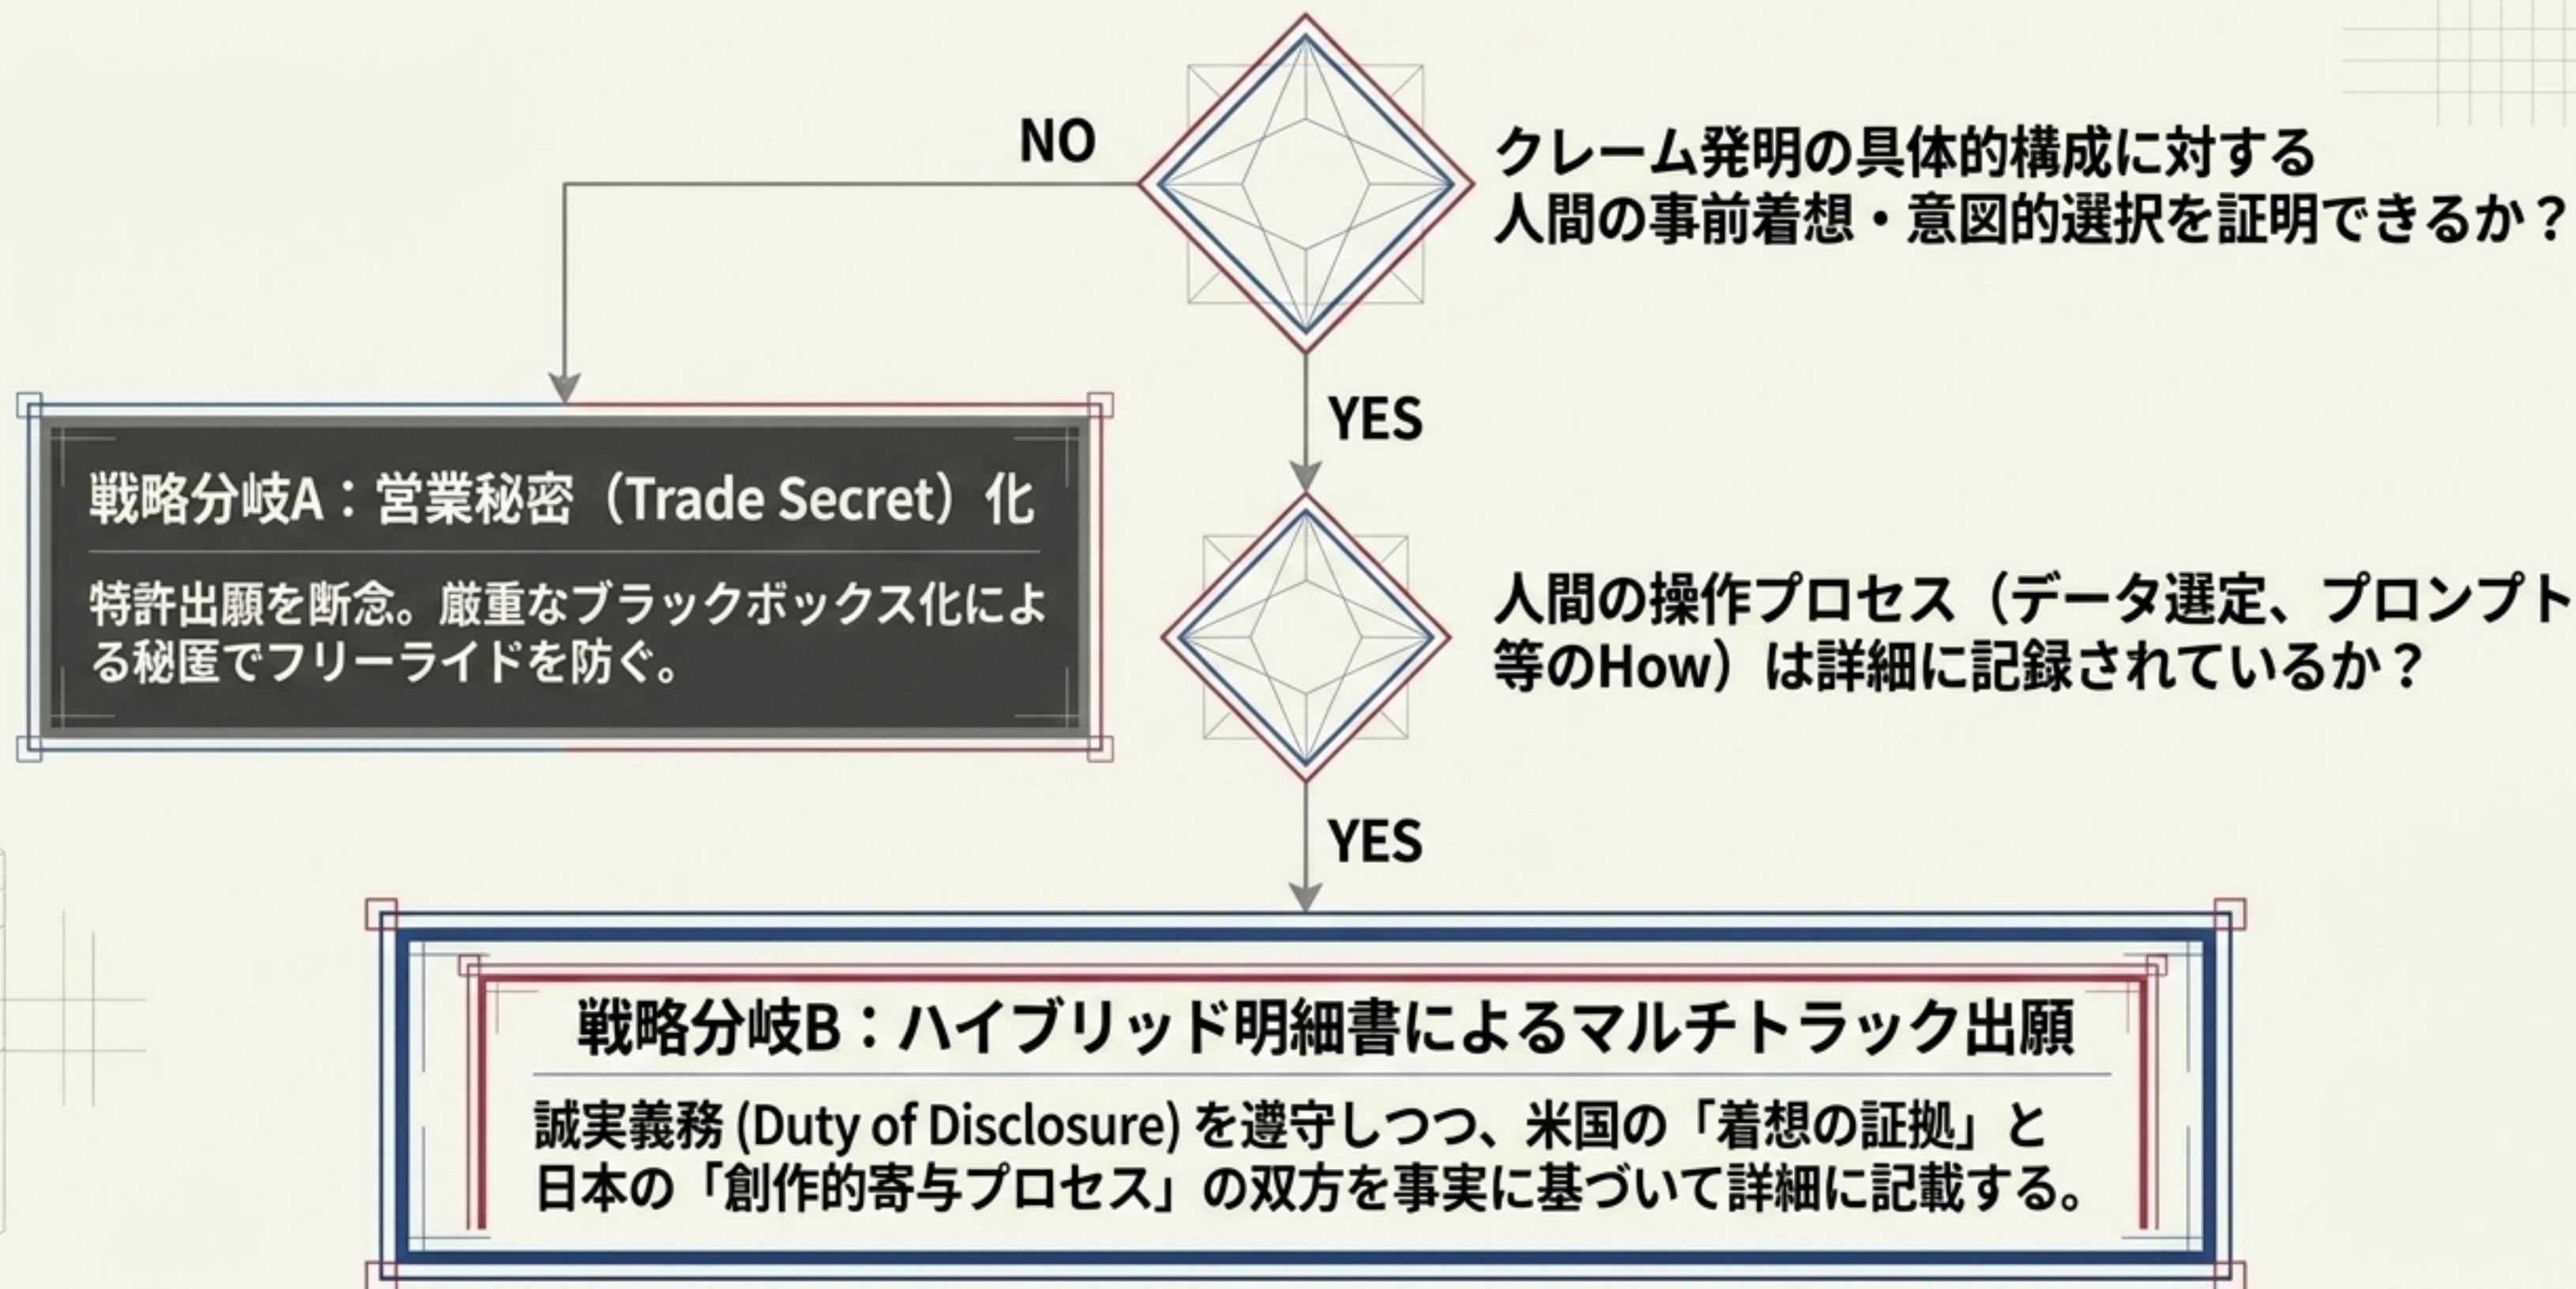 NO
クレーム発明の具体的構成に対する
人間の事前着想・意図的選択を証明できるか？
YES
戦略分岐A：営業秘密（Trade Secret）化
特許出願を断念。厳重なブラックボックス化によ
る秘匿でフリーライドを防ぐ。
人間の操作プロセス（データ選定、プロンプト
等のHow）は詳細に記録されているか？
YES
戦略分岐B：ハイブリッド明細書によるマルチトラック出願
誠実義務 (Duty of Disclosure) を遵守しつつ、米国の「着想の証拠」と
日本の「創作的寄与プロセス」の双方を事実に基づいて詳細に記載する。